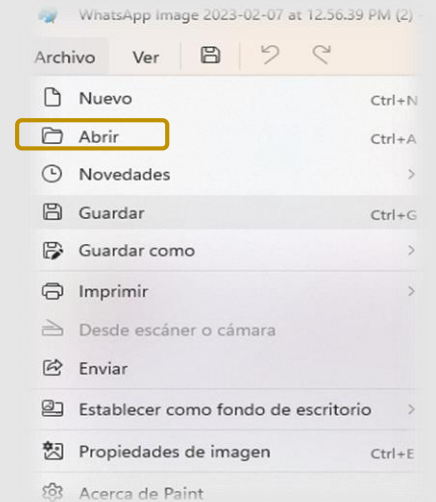 WhatsApp Image 2023-02-07 at 12.56.39 PM (2) -
Archivo Ver
Nuevo Ctrl+N
Abrir Ctrl+A
Novedades
Guardar Ctrl+G
Guardar como
Imprimir
Desde escáner o cámara
Enviar
Establecer como fondo de escritorio
Propiedades de imagen Ctrl+E
Acerca de Paint